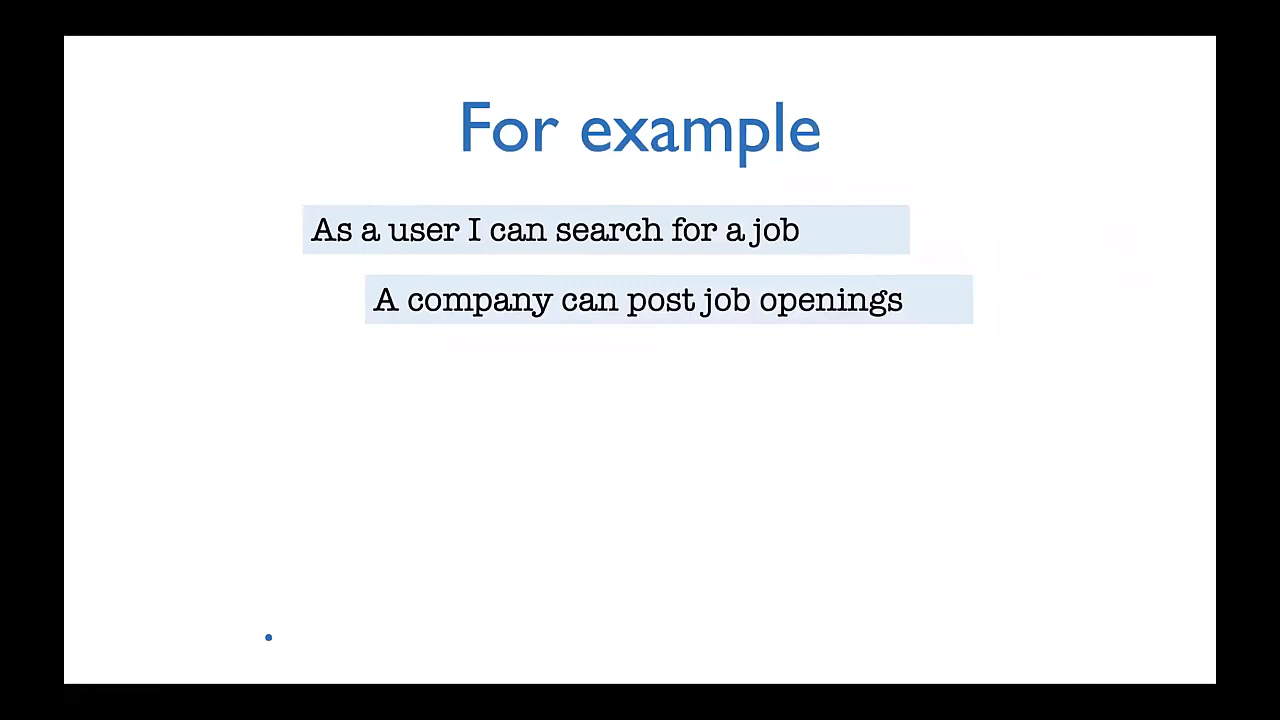 For example
As a user I can search for a job
A company can post job openings
•